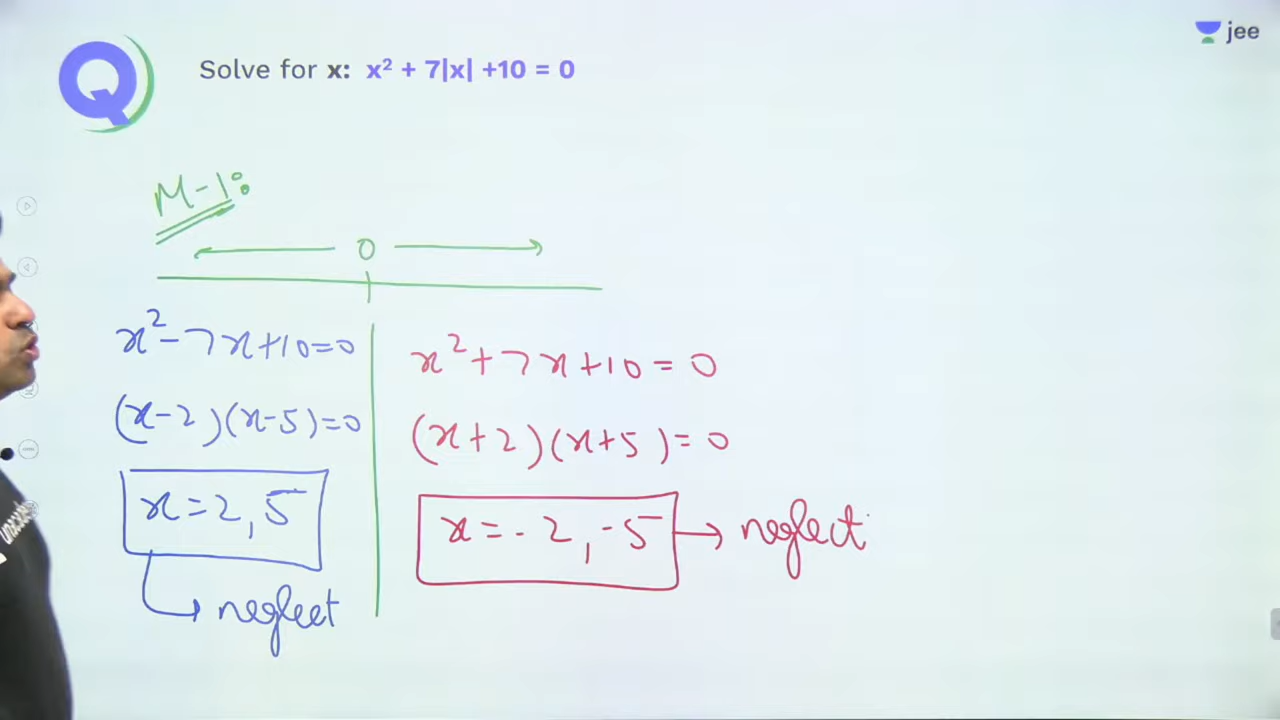 jee
Solve for x: x² + 7|x| +10 = 0
M-1:
0
x²-7x+10=0
(x-2)(x-5)=0
x=2,5
neglect
x²+7x+10=0
(x+2)(x+5)=0
x=-2,-5 → neglect